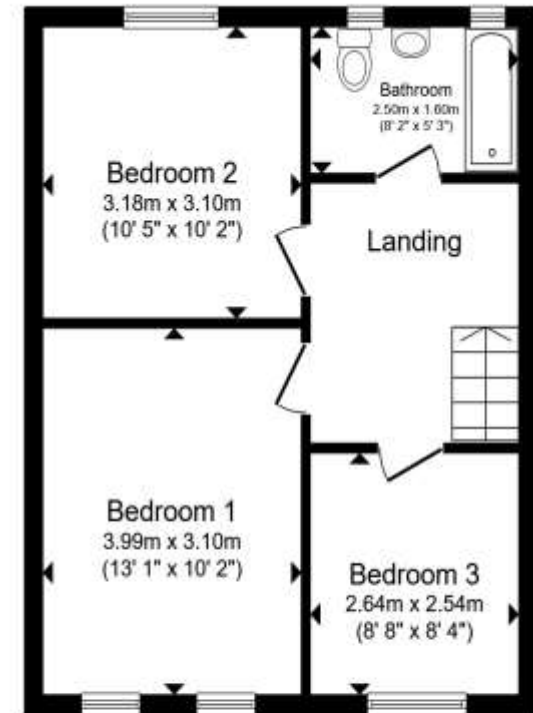 Bathroom
2.50m x 1.60m
(8' 2" x 5' 3")
Bedroom 2
3.18m x 3.10m
(10' 5" x 10' 2")
Landing
Bedroom 1
3.99m x 3.10m
(13' 1" x 10' 2")
Bedroom 3
2.64m x 2.54m
(8' 8" x 8' 4")